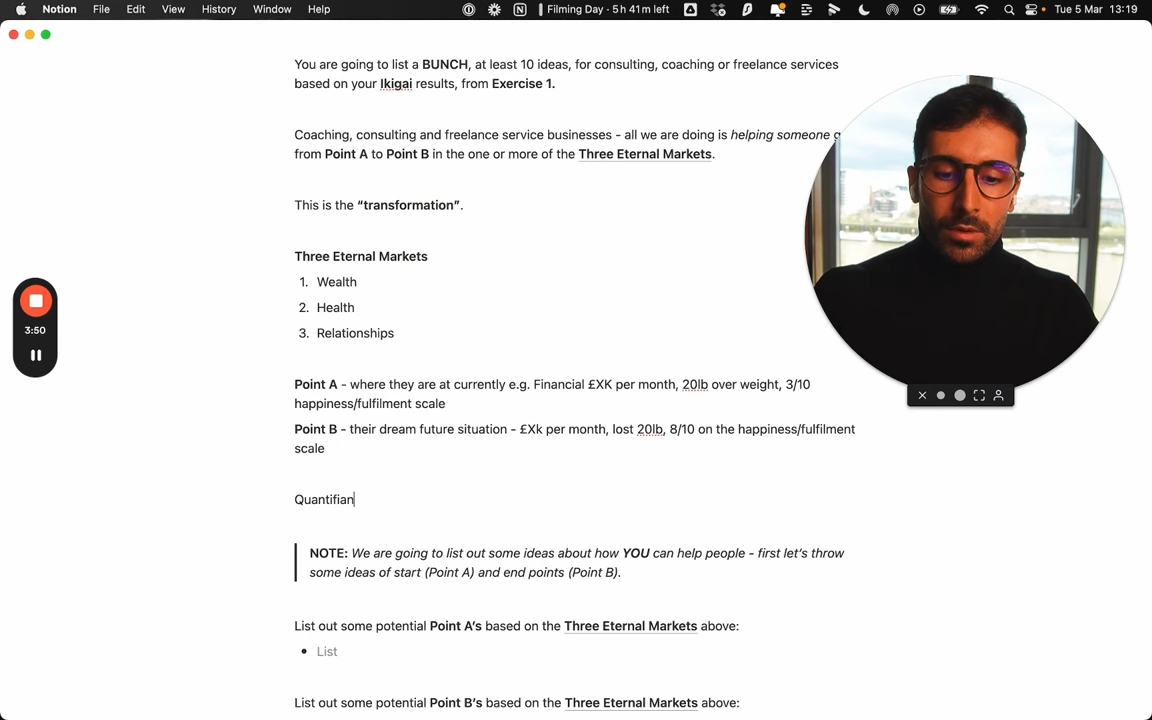 Notion File Edit View History Window Help Filming Day · 5 h 41 m left Tue 5 Mar 13:19
You are going to list a BUNCH, at least 10 ideas, for consulting, coaching or freelance services
based on your Ikigai results, from Exercise 1.
Coaching, consulting and freelance service businesses - all we are doing is helping someone g
from Point A to Point B in the one or more of the Three Eternal Markets.
This is the “transformation”.
Three Eternal Markets
1. Wealth
2. Health
3. Relationships
3:50
Point A - where they are at currently e.g. Financial £XK per month, 20lb over weight, 3/10
happiness/fulfilment scale
Point B - their dream future situation - £Xk per month, lost 20lb, 8/10 on the happiness/fulfilment
scale
Quantifian
NOTE: We are going to list out some ideas about how YOU can help people - first let’s throw
some ideas of start (Point A) and end points (Point B).
List out some potential Point A’s based on the Three Eternal Markets above:
• List
List out some potential Point B’s based on the Three Eternal Markets above: